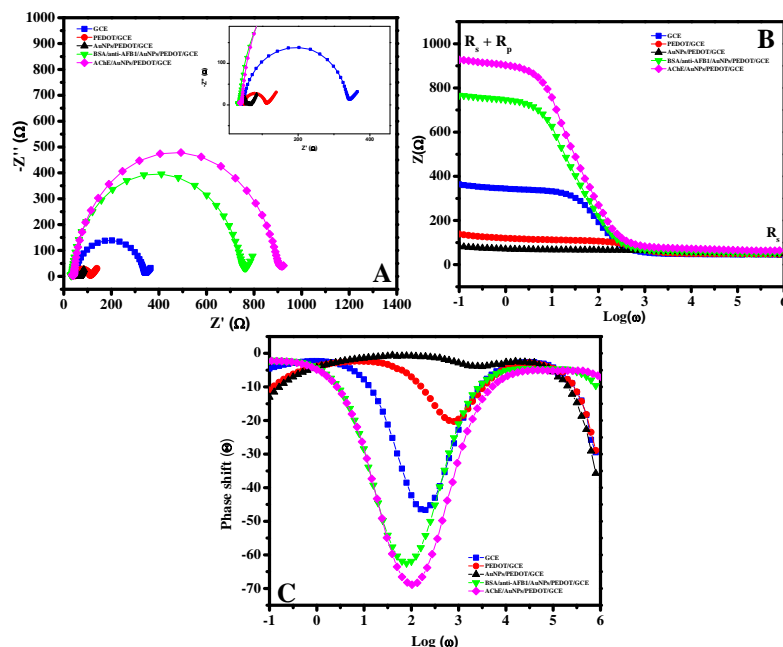 1000
900
800
700
600
500
400
300
200
100
0
-100
-Z'' (Ω)
GCE
PEDOT/GCE
AuNPs/PEDOT/GCE
BSA/anti-AFB1/AuNPs/PEDOT/GCE
AChE/AuNPs/PEDOT/GCE
100
0
-Z'' (Ω)
0
200
400
Z' (Ω)
A
0
200
400
600
800
1000
1200
1400
Z' (Ω)
B
1000
800
600
400
200
0
Z(Ω)
Rs + Rp
GCE
PEDOT/GCE
AuNPs/PEDOT/GCE
BSA/anti-AFB1/AuNPs/PEDOT/GCE
AChE/AuNPs/PEDOT/GCE
Rs
-1
0
1
2
3
4
5
6
Log(ω)
0
-10
-20
-30
-40
-50
-60
-70
Phase shift (Θ)
C
GCE
PEDOT/GCE
AuNPs/PEDOT/GCE
BSA/anti-AFB1/AuNPs/PEDOT/GCE
AChE/AuNPs/PEDOT/GCE
-1
0
1
2
3
4
5
6
Log (ω)